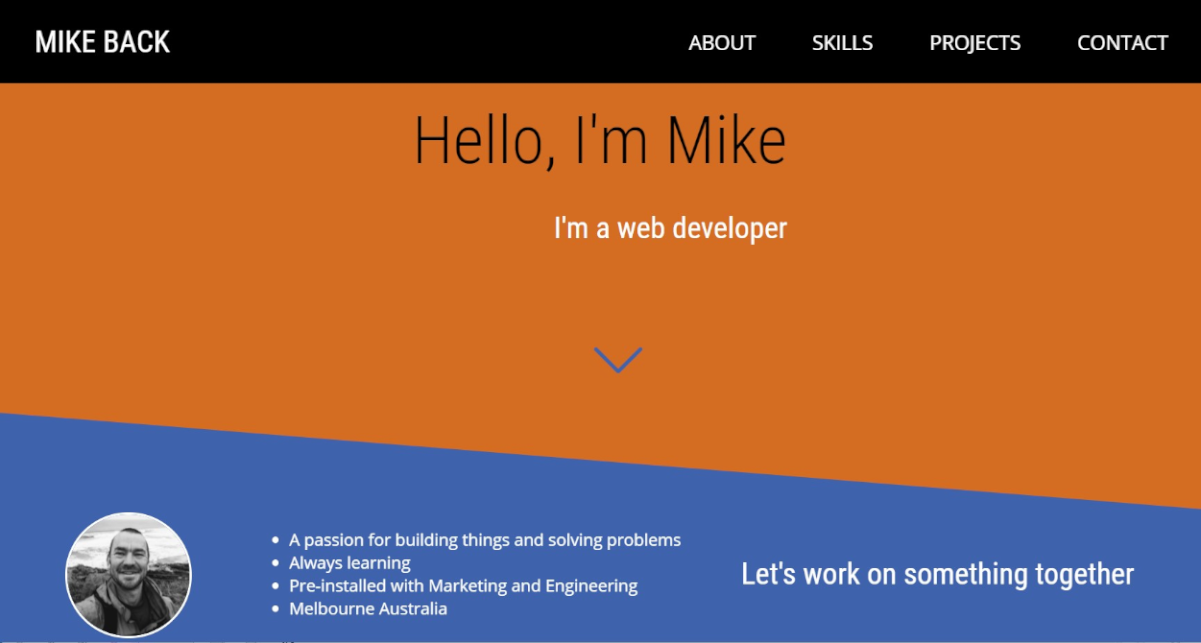 MIKE BACK
ABOUT SKILLS PROJECTS CONTACT
Hello, I'm Mike
I'm a web developer
A passion for building things and solving problems
Always learning
Pre-installed with Marketing and Engineering
Melbourne Australia
Let's work on something together